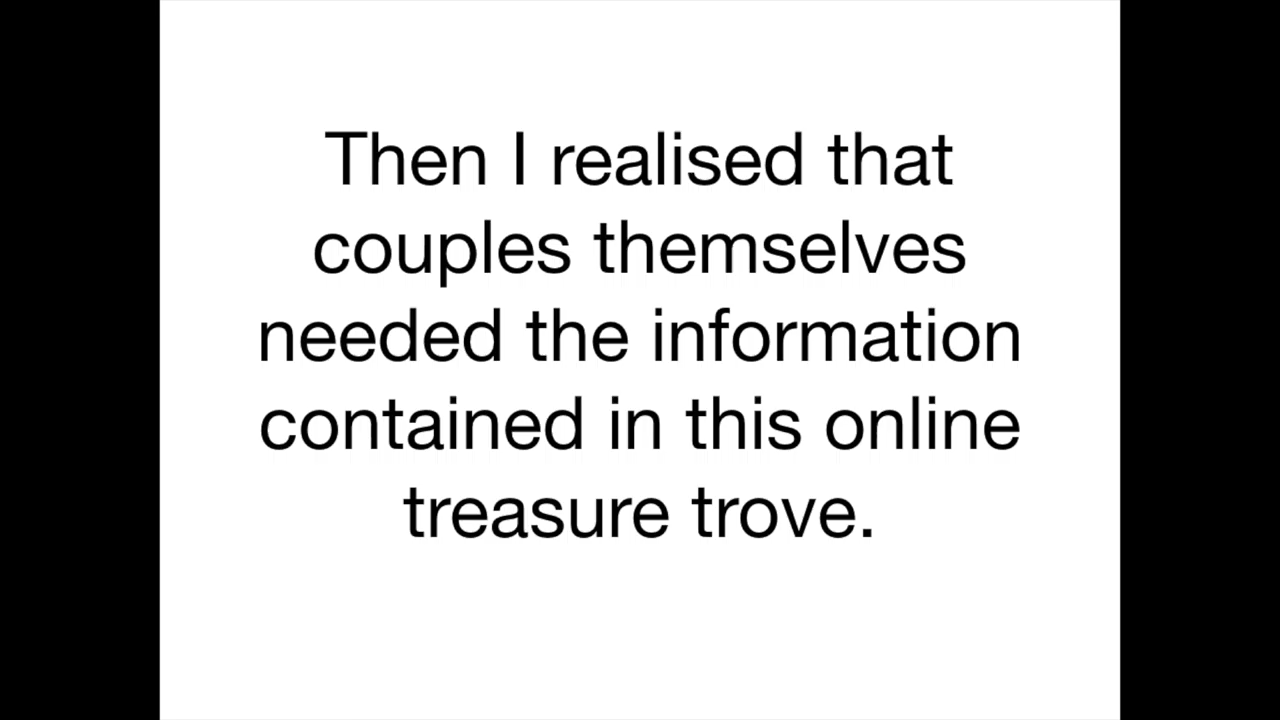 Then I realised that
couples themselves
needed the information
contained in this online
treasure trove.